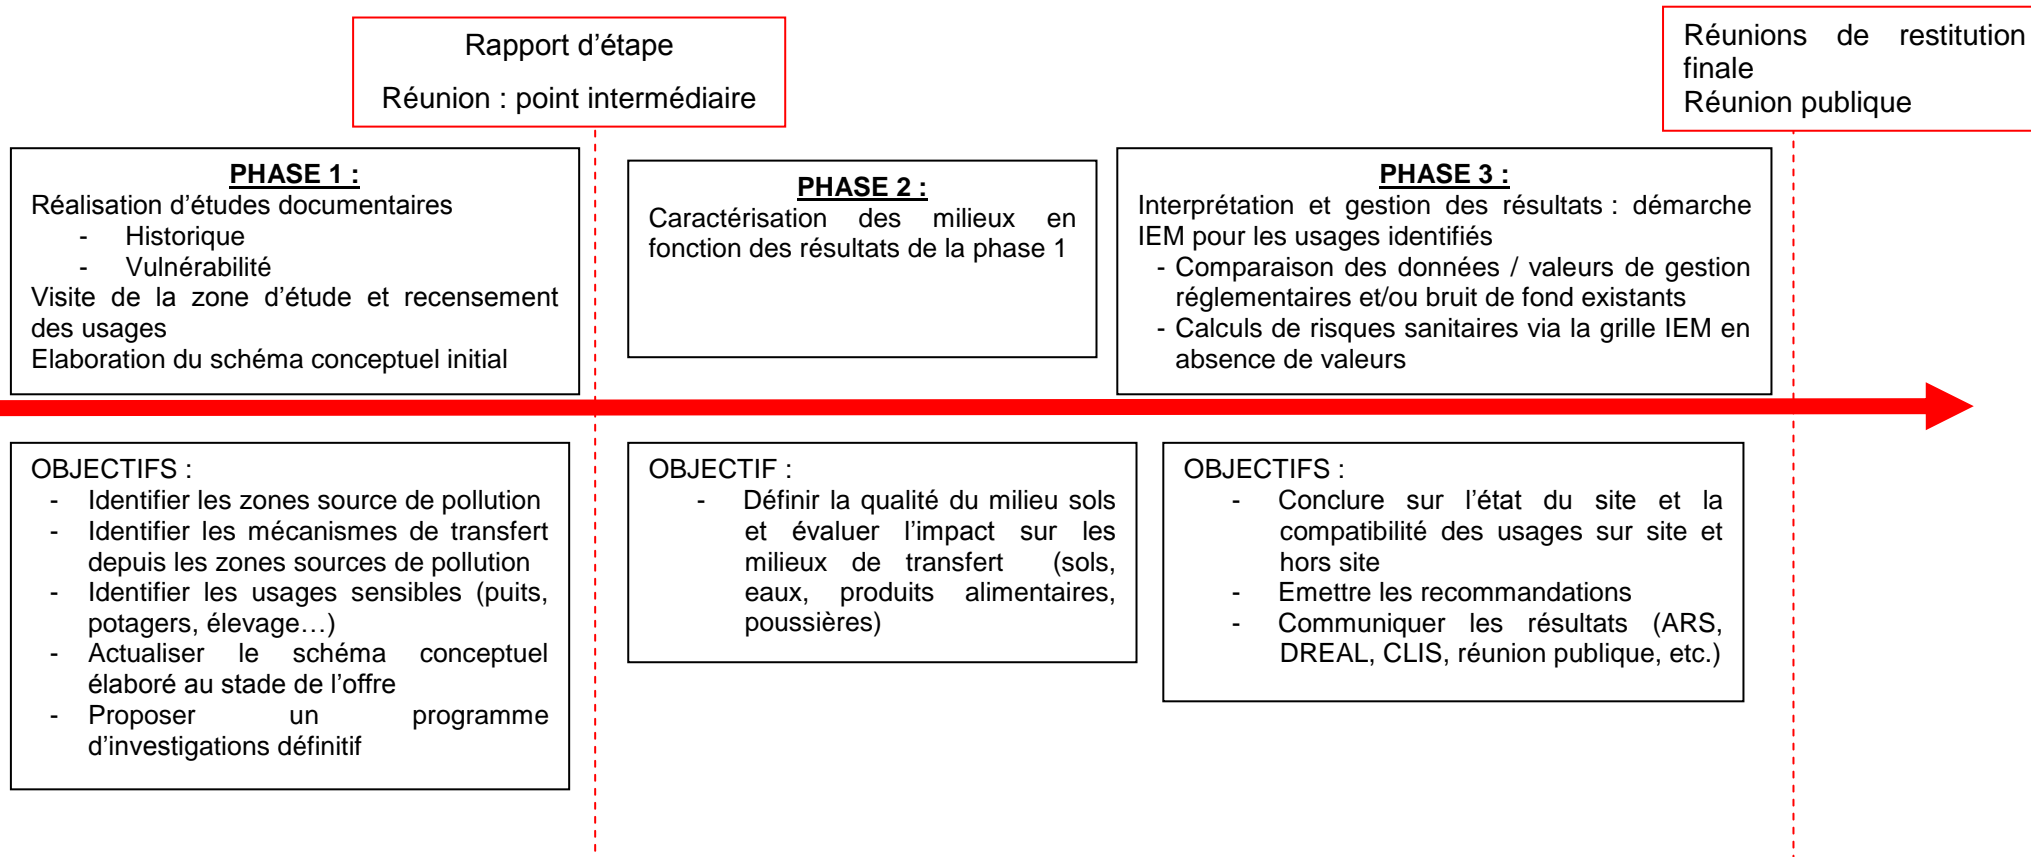 Rapport d’étape
Réunion : point intermédiaire
Réunions de restitution
finale
Réunion publique
PHASE 1 :
Réalisation d’études documentaires
- Historique
- Vulnérabilité
Visite de la zone d’étude et recensement
des usages
Elaboration du schéma conceptuel initial
PHASE 2 :
Caractérisation des milieux en
fonction des résultats de la phase 1
PHASE 3 :
Interprétation et gestion des résultats : démarche
IEM pour les usages identifiés
- Comparaison des données / valeurs de gestion
réglementaires et/ou bruit de fond existants
- Calculs de risques sanitaires via la grille IEM en
absence de valeurs
OBJECTIFS :
- Identifier les zones source de pollution
- Identifier les mécanismes de transfert
depuis les zones sources de pollution
- Identifier les usages sensibles (puits,
potagers, élevage…)
- Actualiser le schéma conceptuel
élaboré au stade de l’offre
- Proposer un programme
d’investigations définitif
OBJECTIF :
- Définir la qualité du milieu sols
et évaluer l’impact sur les
milieux de transfert (sols,
eaux, produits alimentaires,
poussières)
OBJECTIFS :
- Conclure sur l’état du site et la
compatibilité des usages sur site et
hors site
- Emettre les recommandations
- Communiquer les résultats (ARS,
DREAL, CLIS, réunion publique, etc.)